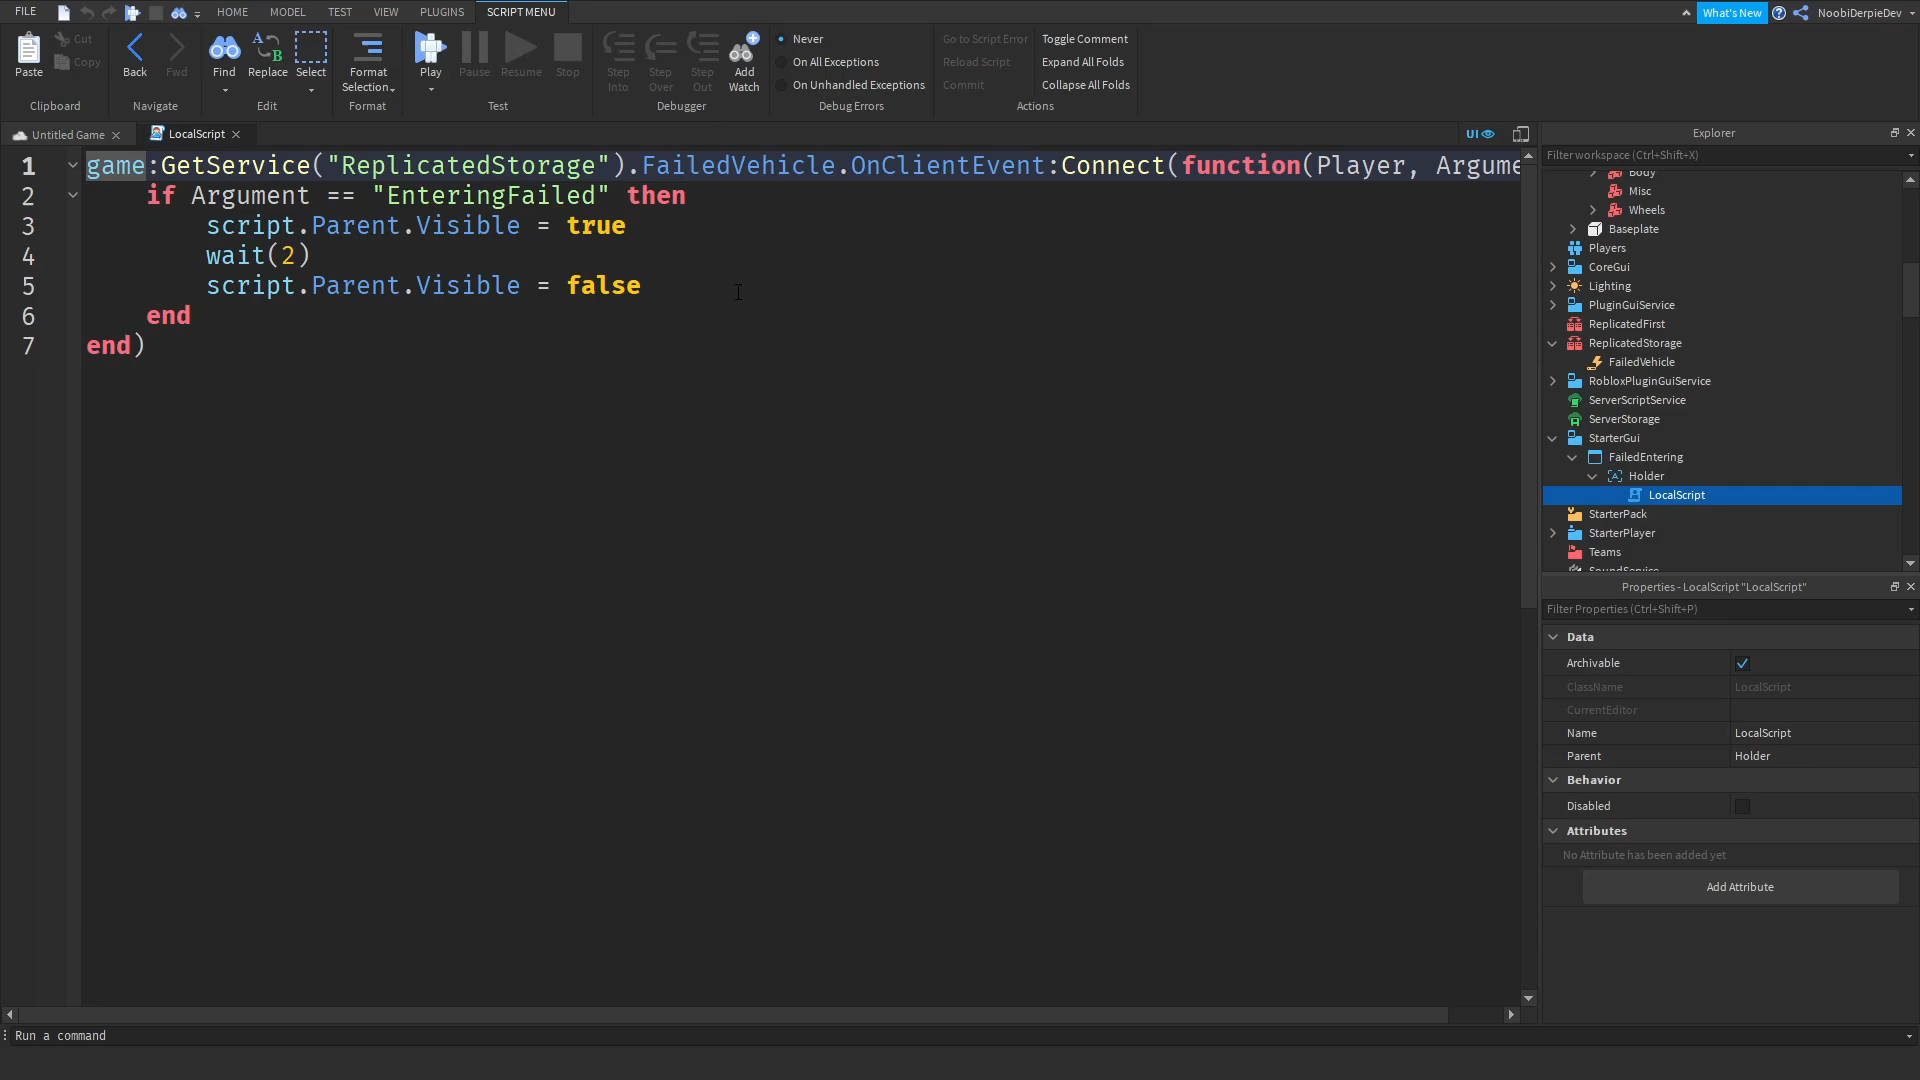 FILE HOME MODEL TEST VIEW PLUGINS SCRIPT MENU What's New NoobiDerpieDev
Paste Cut Copy Back Fwd Find Replace Select Format Selection Play Pause Resume Stop Step Into Step Over Step Out Add Watch
Never
On All Exceptions
On Unhandled Exceptions
Go to Script Error Toggle Comment
Reload Script Expand All Folds
Commit Collapse All Folds
Clipboard Navigate Edit Format Test Debugger Debug Errors Actions
Untitled Game LocalScript UI
1 game:GetService("ReplicatedStorage").FailedVehicle.OnClientEvent:Connect(function(Player, Argume
2 if Argument == "EnteringFailed" then
3 script.Parent.Visible = true
4 wait(2)
5 script.Parent.Visible = false
6 end
7 end)
Explorer
Filter workspace (Ctrl+Shift+X)
Body
Misc
Wheels
Baseplate
Players
CoreGui
Lighting
PluginGuiService
ReplicatedFirst
ReplicatedStorage
FailedVehicle
RobloxPluginGuiService
ServerScriptService
ServerStorage
StarterGui
FailedEntering
Holder
LocalScript
StarterPack
StarterPlayer
Teams
SoundService
Properties - LocalScript "LocalScript"
Filter Properties (Ctrl+Shift+P)
Data
Archivable
ClassName LocalScript
CurrentEditor
Name LocalScript
Parent Holder
Behavior
Disabled
Attributes
No Attribute has been added yet
Add Attribute
Run a command